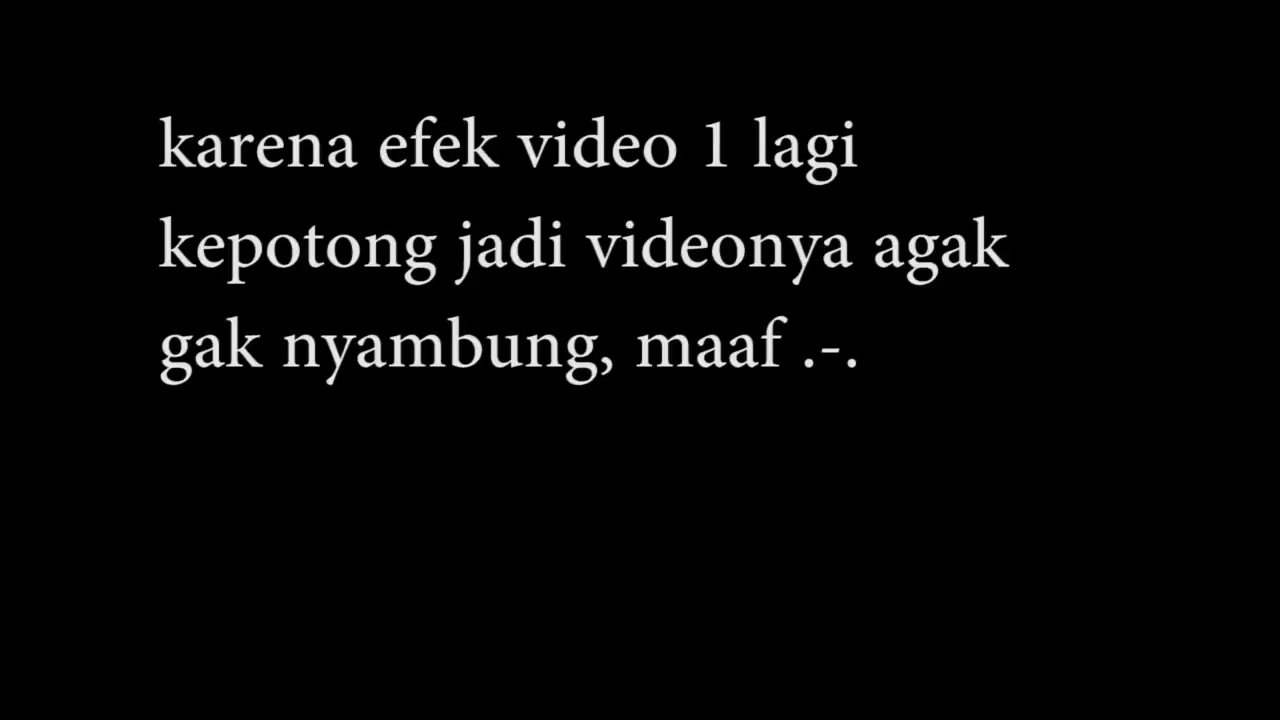 karena efek video 1 lagi
kepotong jadi videonya agak
gak nyambung, maaf .-.